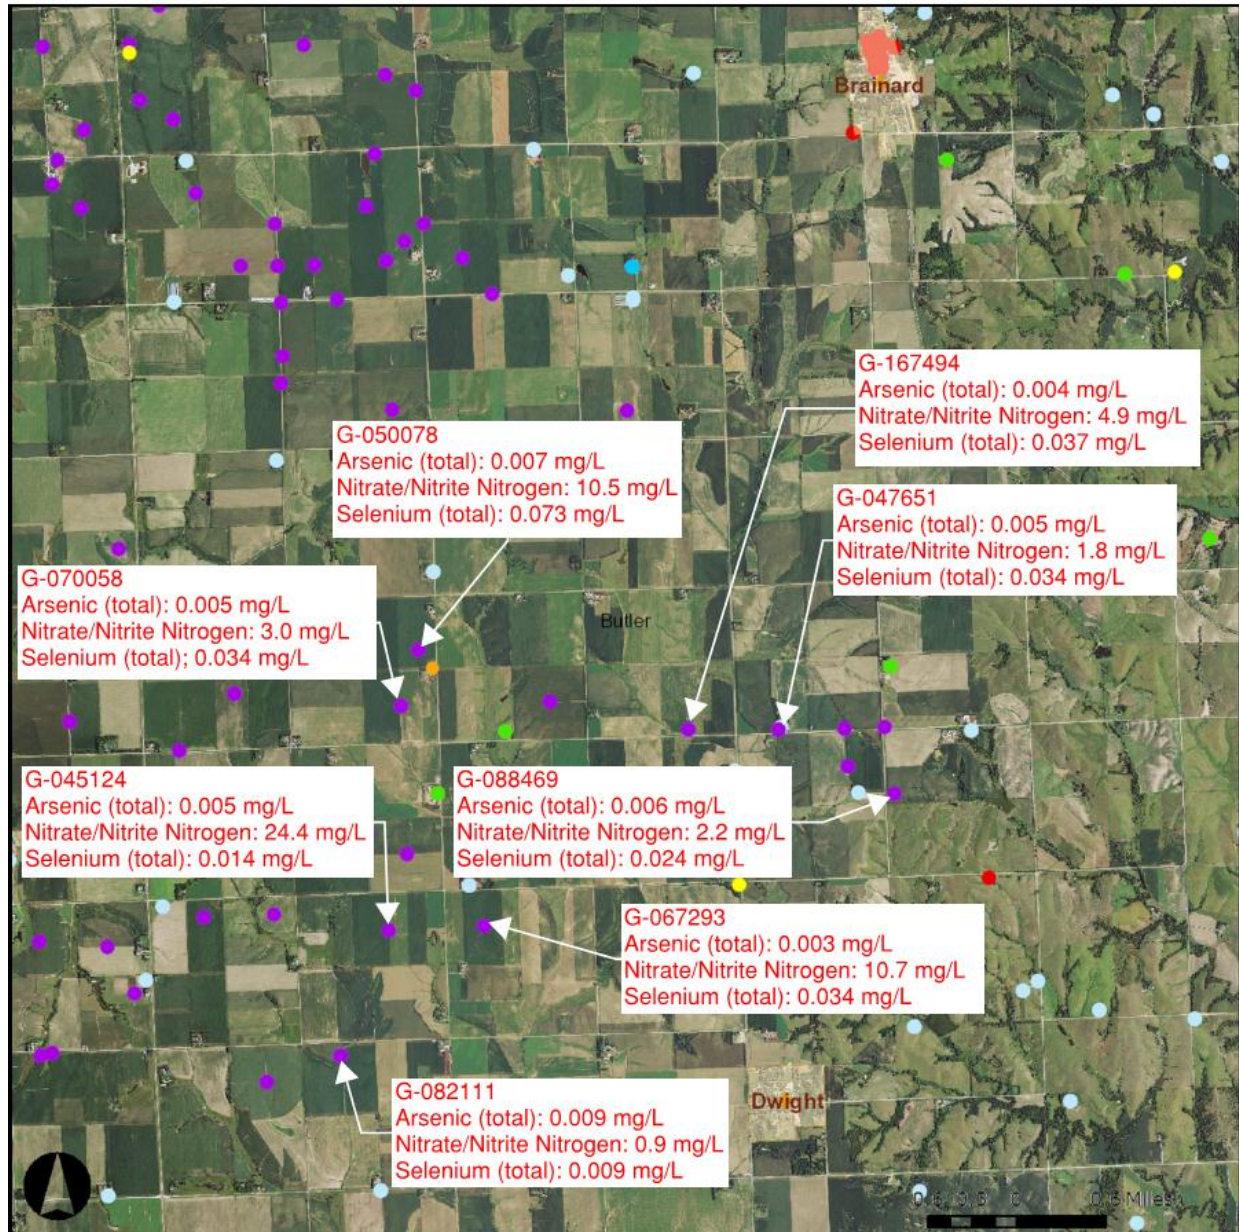 Brainard
G-167494
Arsenic (total): 0.004 mg/L
Nitrate/Nitrite Nitrogen: 4.9 mg/L
Selenium (total): 0.037 mg/L
G-050078
Arsenic (total): 0.007 mg/L
Nitrate/Nitrite Nitrogen: 10.5 mg/L
Selenium (total): 0.073 mg/L
G-047651
Arsenic (total): 0.005 mg/L
Nitrate/Nitrite Nitrogen: 1.8 mg/L
Selenium (total): 0.034 mg/L
G-070058
Arsenic (total): 0.005 mg/L
Nitrate/Nitrite Nitrogen: 3.0 mg/L
Selenium (total); 0.034 mg/L
Butler
G-045124
Arsenic (total): 0.005 mg/L
Nitrate/Nitrite Nitrogen: 24.4 mg/L
Selenium (total): 0.014 mg/L
G-088469
Arsenic (total): 0.006 mg/L
Nitrate/Nitrite Nitrogen: 2.2 mg/L
Selenium (total): 0.024 mg/L
G-067293
Arsenic (total): 0.003 mg/L
Nitrate/Nitrite Nitrogen: 10.7 mg/L
Selenium (total): 0.034 mg/L
G-082111
Arsenic (total): 0.009 mg/L
Nitrate/Nitrite Nitrogen: 0.9 mg/L
Selenium (total): 0.009 mg/L
Dwight
0.6 0.3 0 0.6 Miles